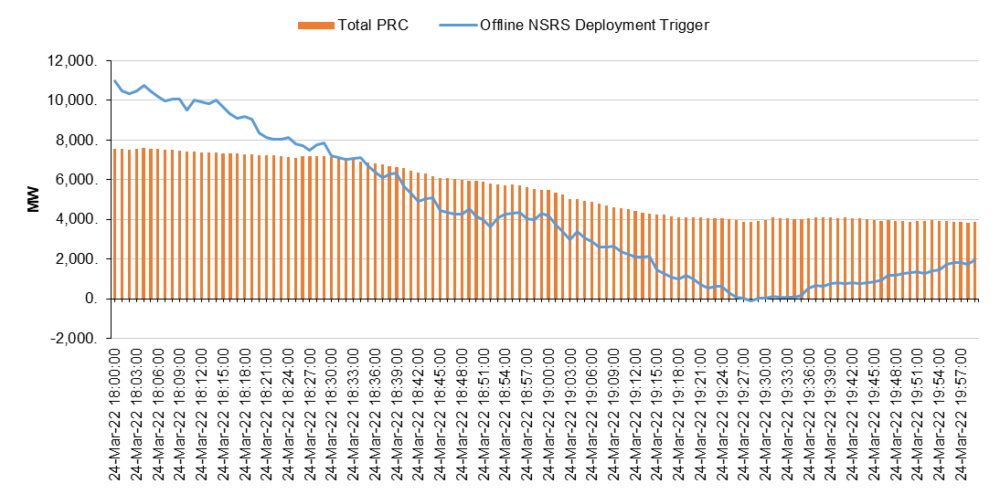 Total PRC
Offline NSRS Deployment Trigger
12,000.
10,000.
8,000.
6,000.
4,000.
2,000.
0.
-2,000.
MW
24-Mar-22 18:00:00
24-Mar-22 18:03:00
24-Mar-22 18:06:00
24-Mar-22 18:09:00
24-Mar-22 18:12:00
24-Mar-22 18:15:00
24-Mar-22 18:18:00
24-Mar-22 18:21:00
24-Mar-22 18:24:00
24-Mar-22 18:27:00
24-Mar-22 18:30:00
24-Mar-22 18:33:00
24-Mar-22 18:36:00
24-Mar-22 18:39:00
24-Mar-22 18:42:00
24-Mar-22 18:45:00
24-Mar-22 18:48:00
24-Mar-22 18:51:00
24-Mar-22 18:54:00
24-Mar-22 18:57:00
24-Mar-22 19:00:00
24-Mar-22 19:03:00
24-Mar-22 19:06:00
24-Mar-22 19:09:00
24-Mar-22 19:12:00
24-Mar-22 19:15:00
24-Mar-22 19:18:00
24-Mar-22 19:21:00
24-Mar-22 19:24:00
24-Mar-22 19:27:00
24-Mar-22 19:30:00
24-Mar-22 19:33:00
24-Mar-22 19:36:00
24-Mar-22 19:39:00
24-Mar-22 19:42:00
24-Mar-22 19:45:00
24-Mar-22 19:48:00
24-Mar-22 19:51:00
24-Mar-22 19:54:00
24-Mar-22 19:57:00